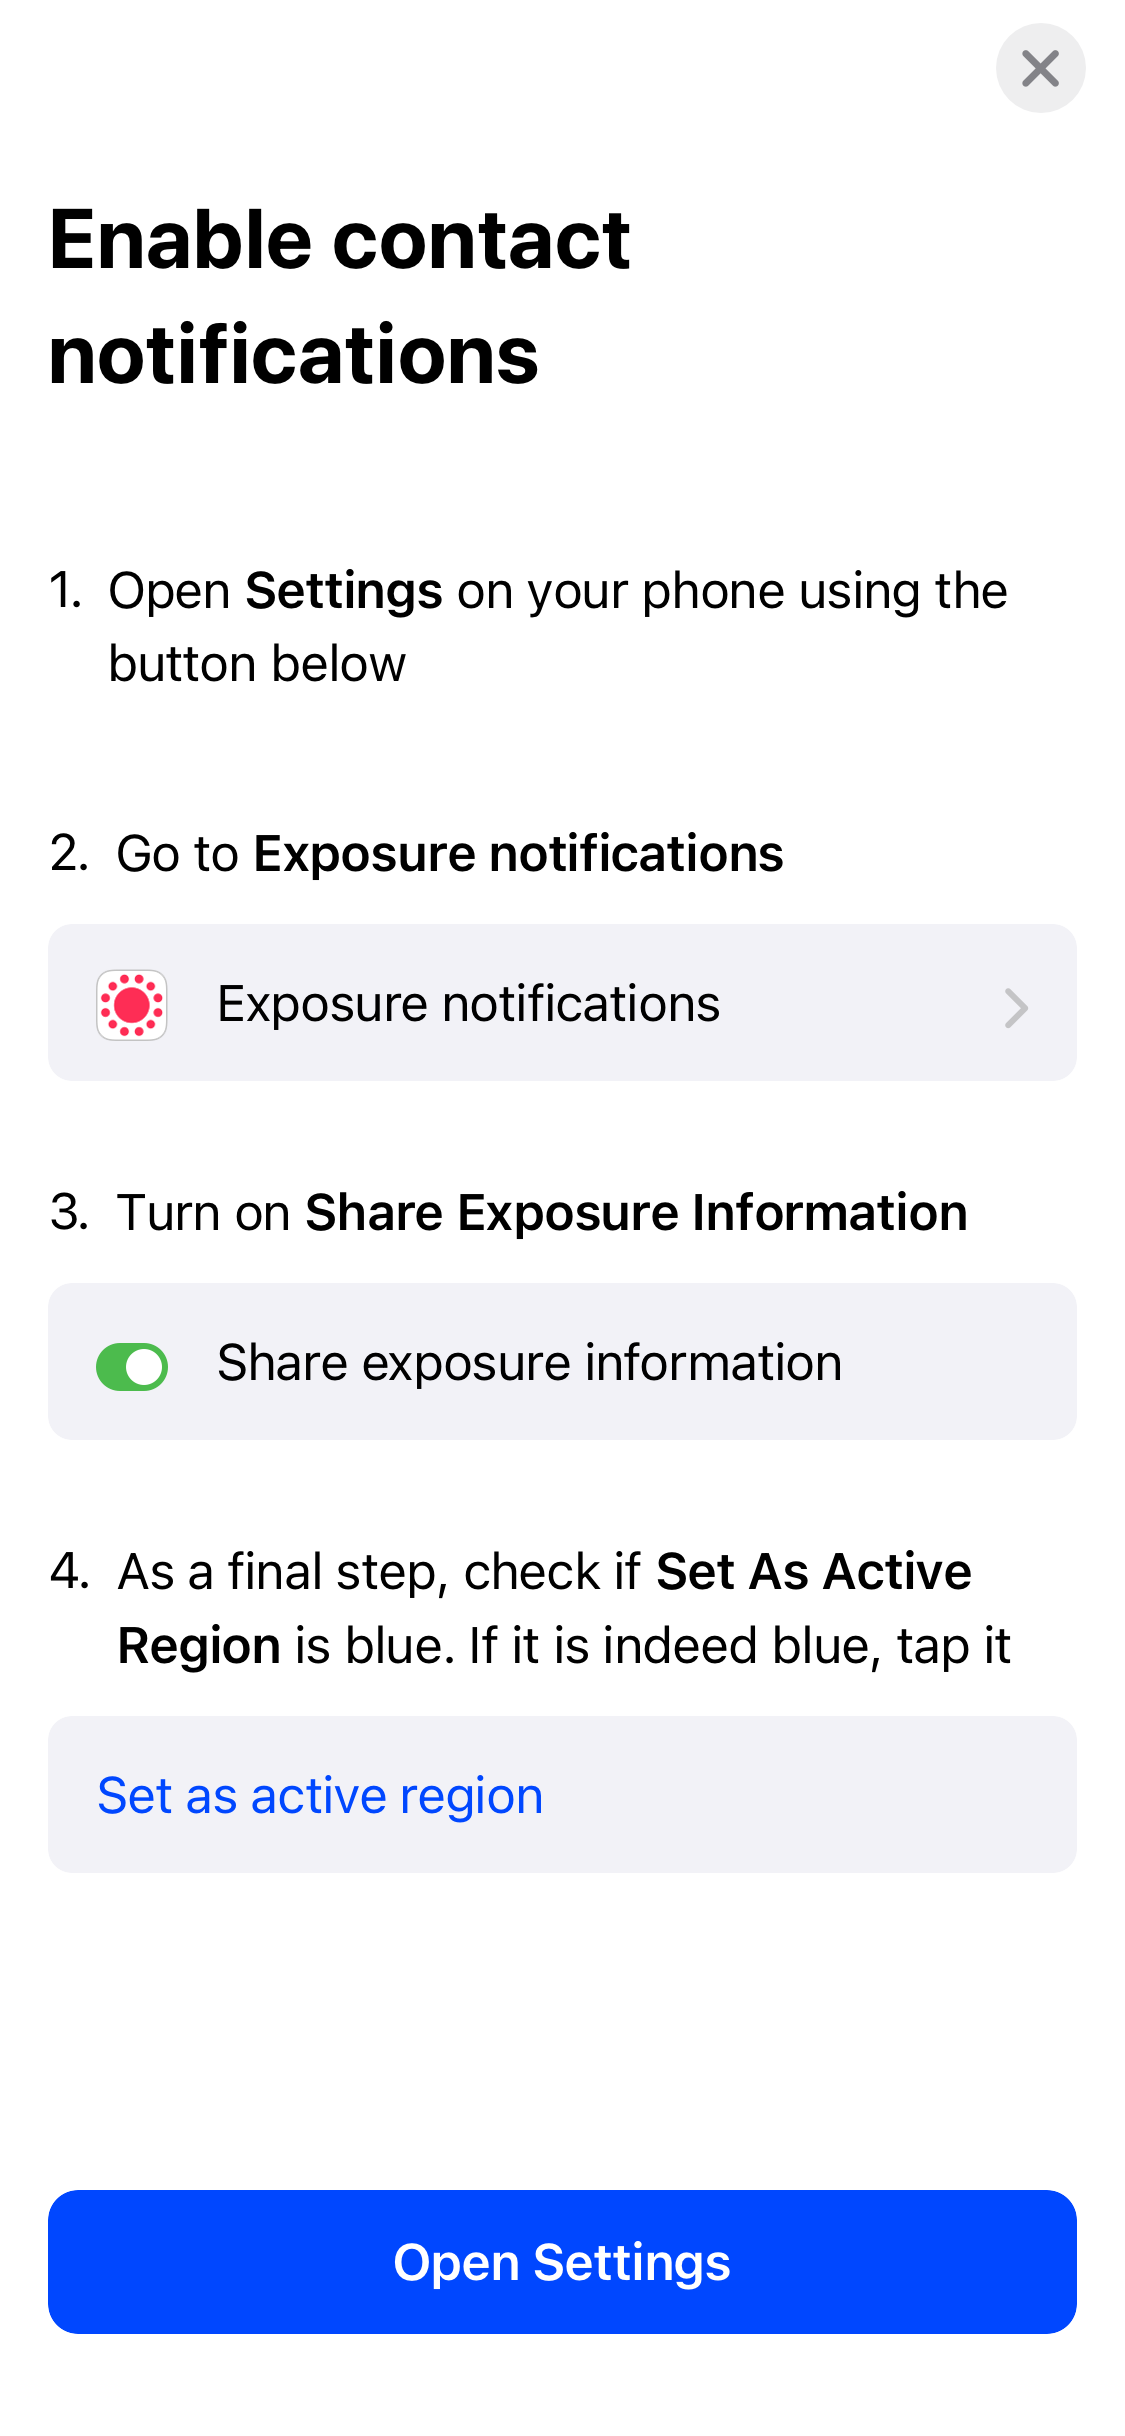 Enable contact
notifications
1. Open Settings on your phone using the
button below
2. Go to Exposure notifications
Exposure notifications
3. Turn on Share Exposure Information
Share exposure information
4. As a final step, check if Set As Active
Region is blue. If it is indeed blue, tap it
Set as active region
Open Settings